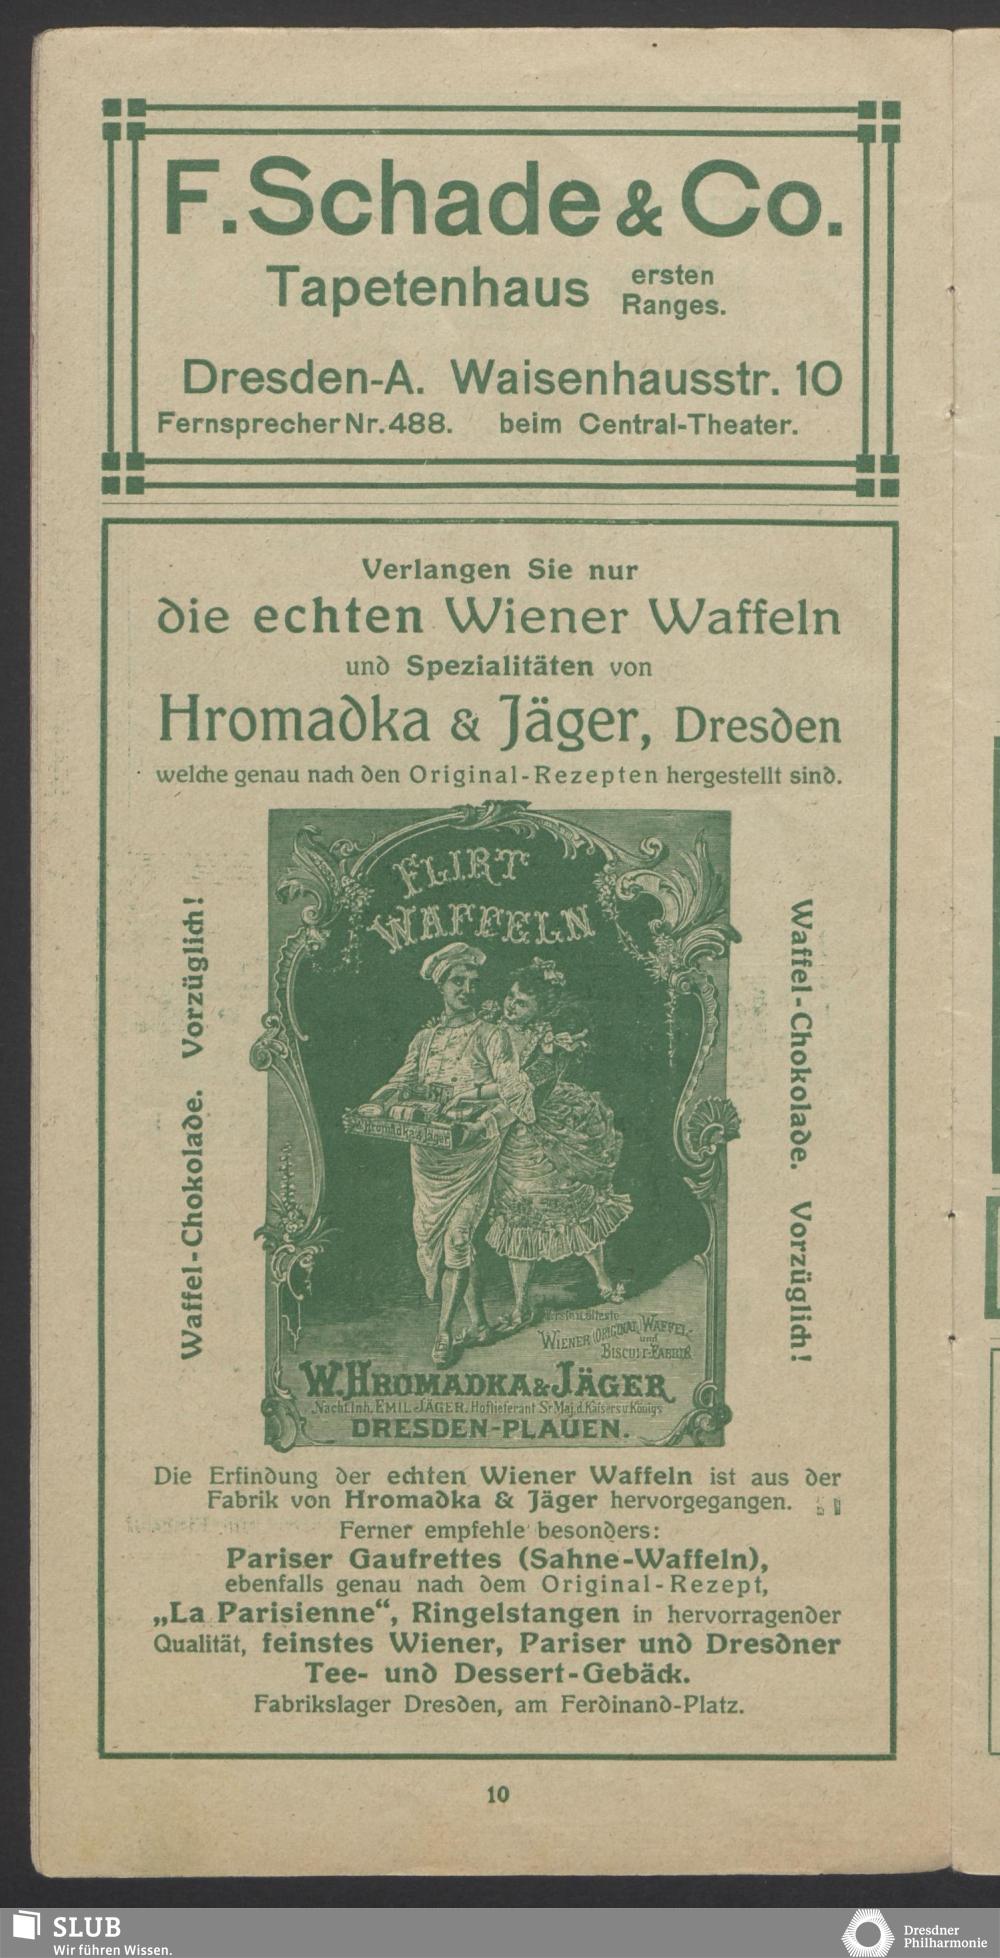 F. Schade & Co.
Tapetenhaus ersten Ranges.
Dresden-A. Waisenhausstr. 10
Fernsprecher Nr. 488. beim Central-Theater.
Verlangen Sie nur
die echten Wiener Waffeln
und Spezialitäten von
Hromadka & Jäger, Dresden
welche genau nach den Original-Rezepten hergestellt sind.
Waffel-Chokolade. Vorzüglich!
FLIRT
WAFFELN
W. Hromadka & Jäger
Erste u. älteste
WIENER (ORIGINAL) WAFFEL-
und
BISCUIT-FABRIK
W. HROMADKA & JÄGER
Nachf. Inh. EMIL JÄGER. Hoflieferant Sr. Maj. d. Kaisers u. Königs
DRESDEN-PLAUEN.
Waffel-Chokolade. Vorzüglich!
Die Erfindung der echten Wiener Waffeln ist aus der
Fabrik von Hromadka & Jäger hervorgegangen.
Ferner empfehle besonders:
Pariser Gaufrettes (Sahne-Waffeln),
ebenfalls genau nach dem Original-Rezept,
„La Parisienne“, Ringelstangen in hervorragender
Qualität, feinstes Wiener, Pariser und Dresdner
Tee- und Dessert-Gebäck.
Fabrikslager Dresden, am Ferdinand-Platz.
10
SLUB
Wir führen Wissen.
Dresdner
Philharmonie